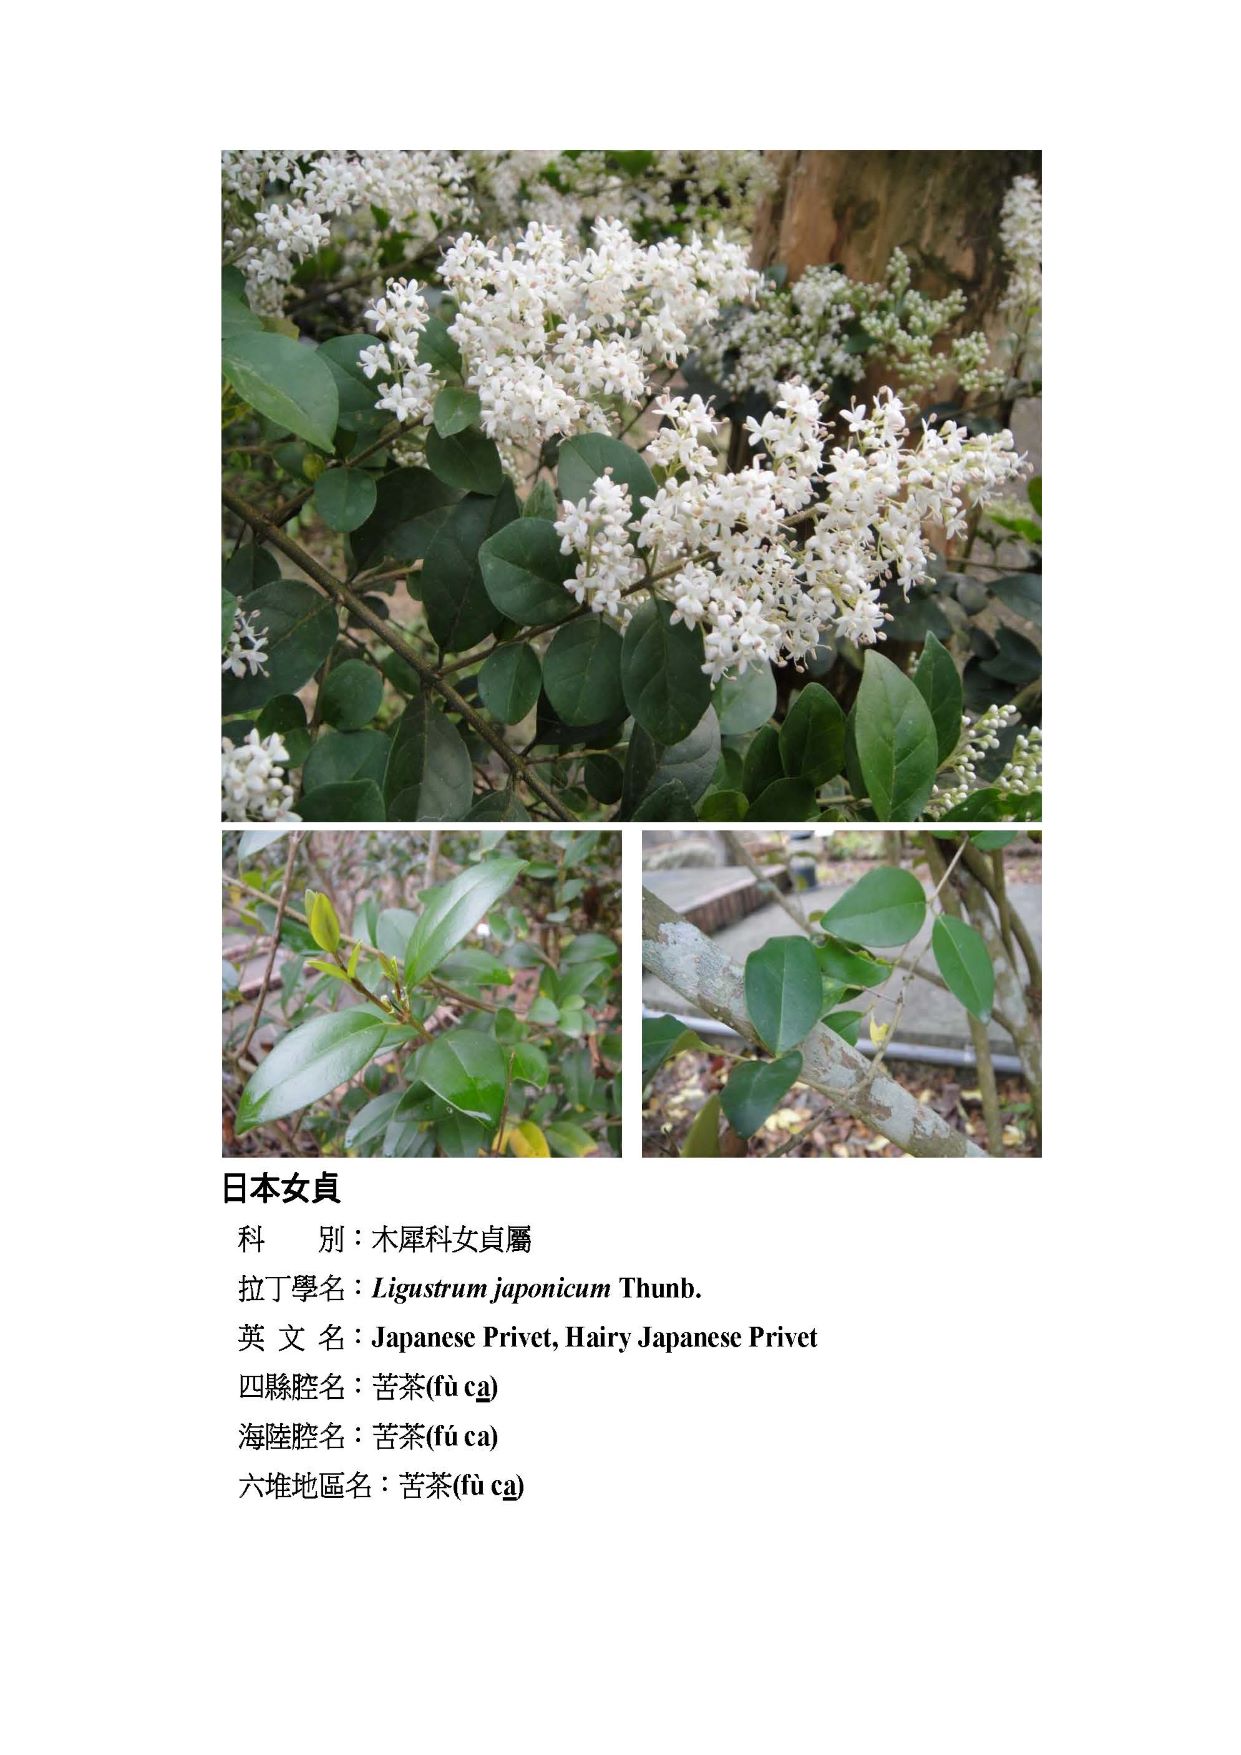 日本女貞
科　　別：木犀科女貞屬
拉丁學名：Ligustrum japonicum Thunb.
英 文 名：Japanese Privet, Hairy Japanese Privet
四縣腔名：苦茶(fù ca̲)
海陸腔名：苦茶(fú ca)
六堆地區名：苦茶(fù ca̲)